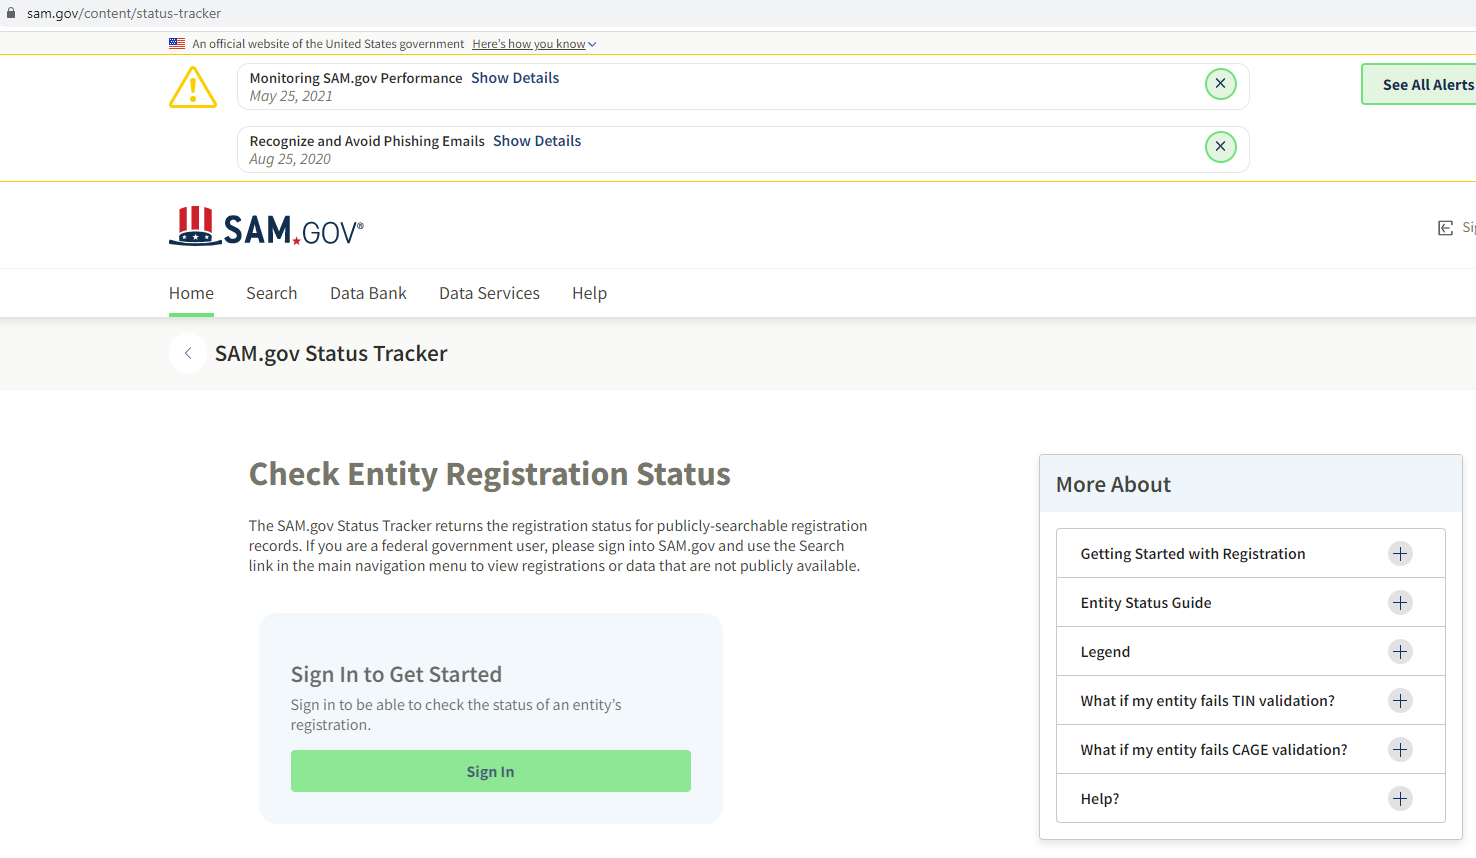 sam.gov/content/status-tracker
An official website of the United States government Here's how you know
Monitoring SAM.gov Performance Show Details
May 25, 2021
See All Alerts
Recognize and Avoid Phishing Emails Show Details
Aug 25, 2020
SAM.GOV®
Home Search Data Bank Data Services Help
SAM.gov Status Tracker
Check Entity Registration Status
The SAM.gov Status Tracker returns the registration status for publicly-searchable registration
records. If you are a federal government user, please sign into SAM.gov and use the Search
link in the main navigation menu to view registrations or data that are not publicly available.
Sign In to Get Started
Sign in to be able to check the status of an entity’s
registration.
Sign In
More About
Getting Started with Registration
Entity Status Guide
Legend
What if my entity fails TIN validation?
What if my entity fails CAGE validation?
Help?